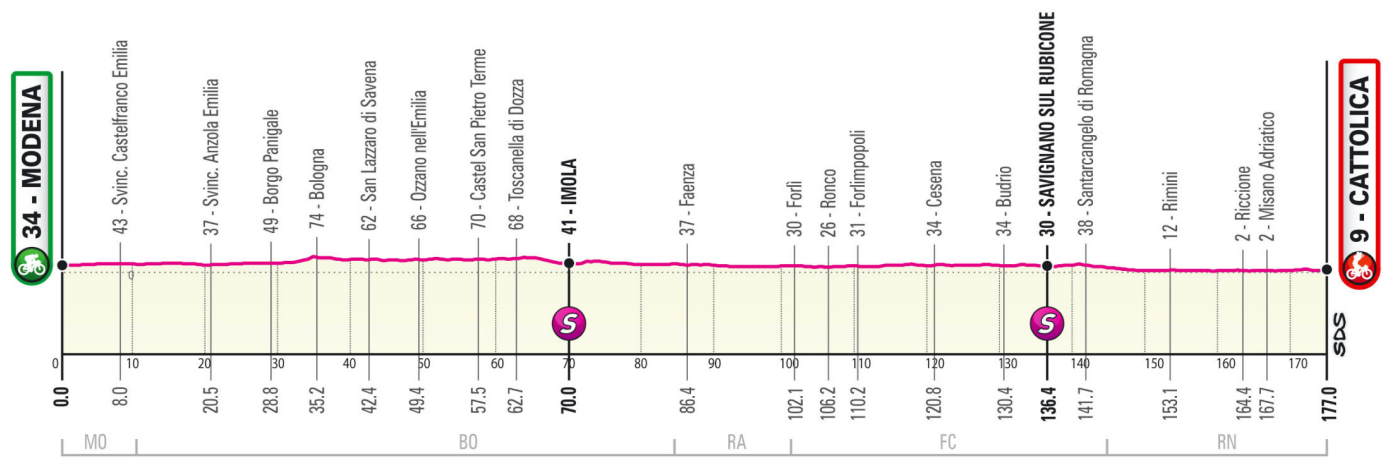 34 - MODENA
43 - Svinc. Castelfranco Emilia
37 - Svinc. Anzola Emilia
49 - Borgo Panigale
74 - Bologna
62 - San Lazzaro di Savena
66 - Ozzano nell'Emilia
70 - Castel San Pietro Terme
68 - Toscanella di Dozza
41 - IMOLA
37 - Faenza
30 - Forlì
26 - Ronco
31 - Forlimpopoli
34 - Cesena
34 - Budrio
30 - SAVIGNANO SUL RUBICONE
38 - Santarcangelo di Romagna
12 - Rimini
2 - Riccione
2 - Misano Adriatico
9 - CATTOLICA
0
S
S
SDS
0 10 20 30 40 50 60 70 80 90 100 110 120 130 140 150 160 170
0.0 8.0 20.5 28.8 35.2 42.4 49.4 57.5 62.7 70.0 86.4 102.1 106.2 110.2 120.8 130.4 136.4 141.7 153.1 164.4 167.7 177.0
MO BO RA FC RN